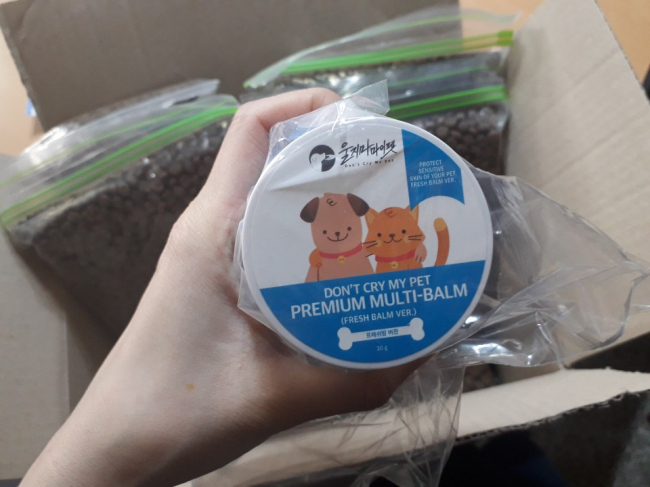 울지마 마이펫
Don't Cry My Pet
PROTECT
SENSITIVE
SKIN OF YOUR PET
FRESH BALM VER.
DON'T CRY MY PET
PREMIUM MULTI-BALM
(FRESH BALM VER.)
프레쉬밤 버전
30 g